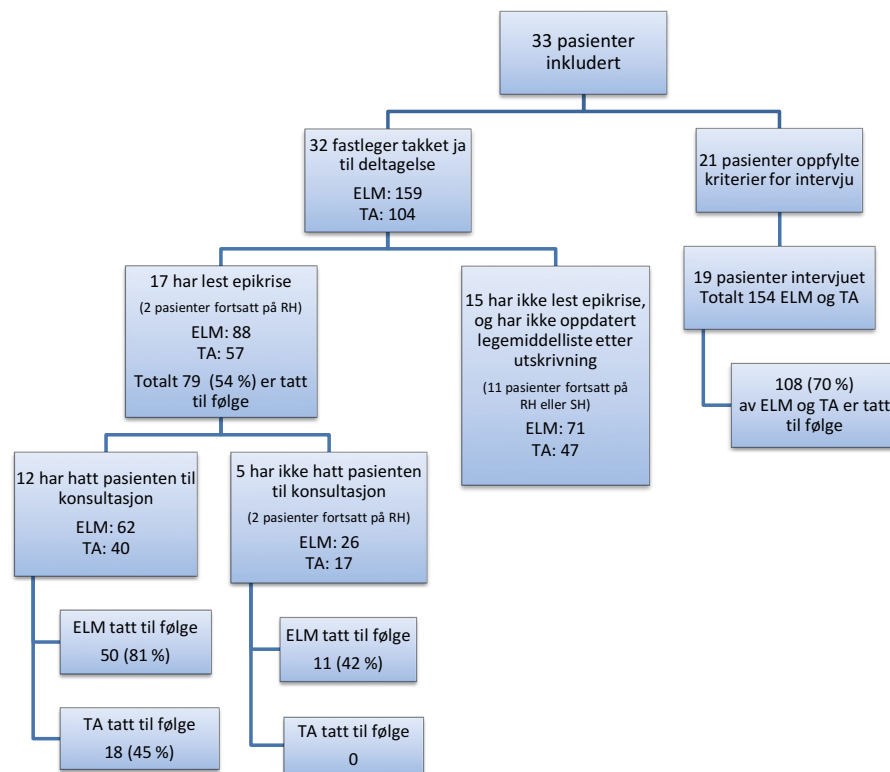 33 pasienter
inkludert
32 fastleger takket ja
til deltagelse
ELM: 159
TA: 104
21 pasienter oppfylte
kriterier for intervju
17 har lest epikrise
(2 pasienter fortsatt på RH)
ELM: 88
TA: 57
Totalt 79 (54 %) er tatt
til følge
15 har ikke lest epikrise,
og har ikke oppdatert
legemiddelliste etter
utskrivning
(11 pasienter fortsatt på
RH eller SH)
ELM: 71
TA: 47
19 pasienter intervjuet
Totalt 154 ELM og TA
108 (70 %)
av ELM og TA er tatt
til følge
12 har hatt pasienten til
konsultasjon
ELM: 62
TA: 40
5 har ikke hatt pasienten
til konsultasjon
(2 pasienter fortsatt på RH)
ELM: 26
TA: 17
ELM tatt til følge
50 (81 %)
ELM tatt til følge
11 (42 %)
TA tatt til følge
18 (45 %)
TA tatt til følge
0